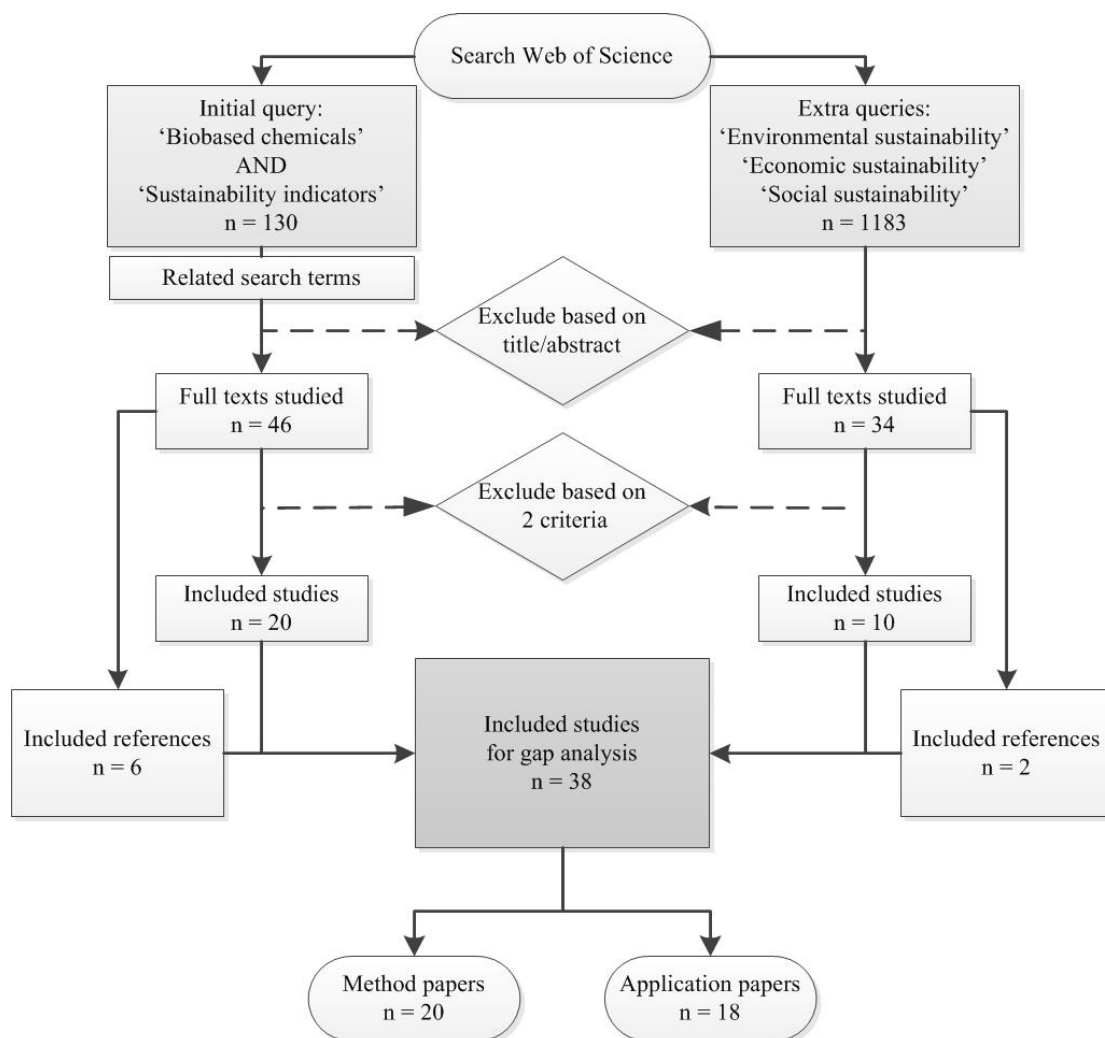 Search Web of Science
Initial query:
‘Biobased chemicals’
AND
‘Sustainability indicators’
n = 130
Extra queries:
‘Environmental sustainability’
‘Economic sustainability’
‘Social sustainability’
n = 1183
Related search terms
Exclude based on
title/abstract
Full texts studied
n = 46
Full texts studied
n = 34
Exclude based on
2 criteria
Included studies
n = 20
Included studies
n = 10
Included references
n = 6
Included studies
for gap analysis
n = 38
Included references
n = 2
Method papers
n = 20
Application papers
n = 18